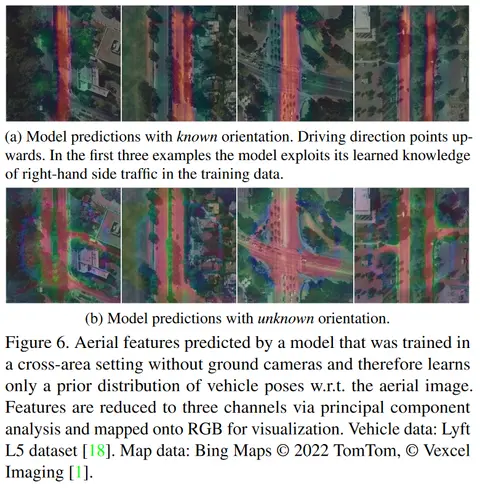 (a) Model predictions with known orientation. Driving direction points up-
wards. In the first three examples the model exploits its learned knowledge
of right-hand side traffic in the training data.
(b) Model predictions with unknown orientation.
Figure 6. Aerial features predicted by a model that was trained in
a cross-area setting without ground cameras and therefore learns
only a prior distribution of vehicle poses w.r.t. the aerial image.
Features are reduced to three channels via principal component
analysis and mapped onto RGB for visualization. Vehicle data: Lyft
L5 dataset [18]. Map data: Bing Maps © 2022 TomTom, © Vexcel
Imaging [1].